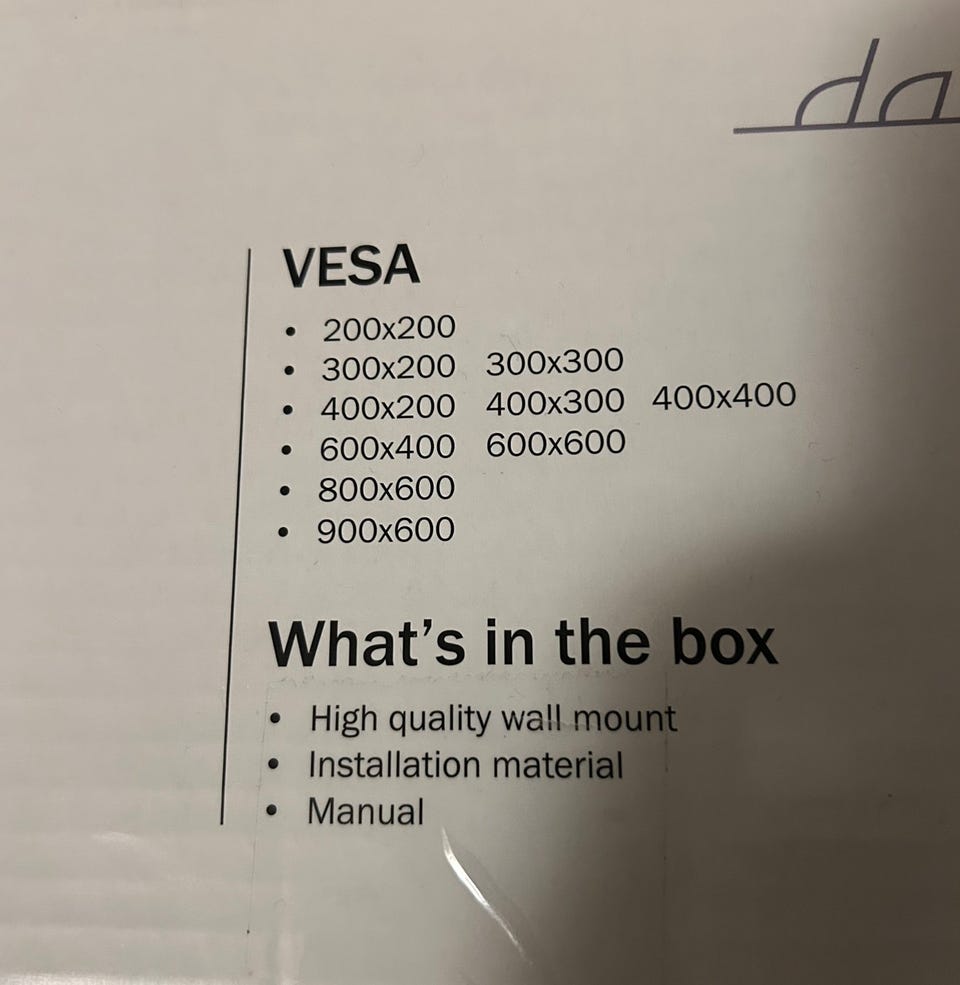 da
VESA
• 200x200
• 300x200 300x300
• 400x200 400x300 400x400
• 600x400 600x600
• 800x600
• 900x600
What's in the box
• High quality wall mount
• Installation material
• Manual